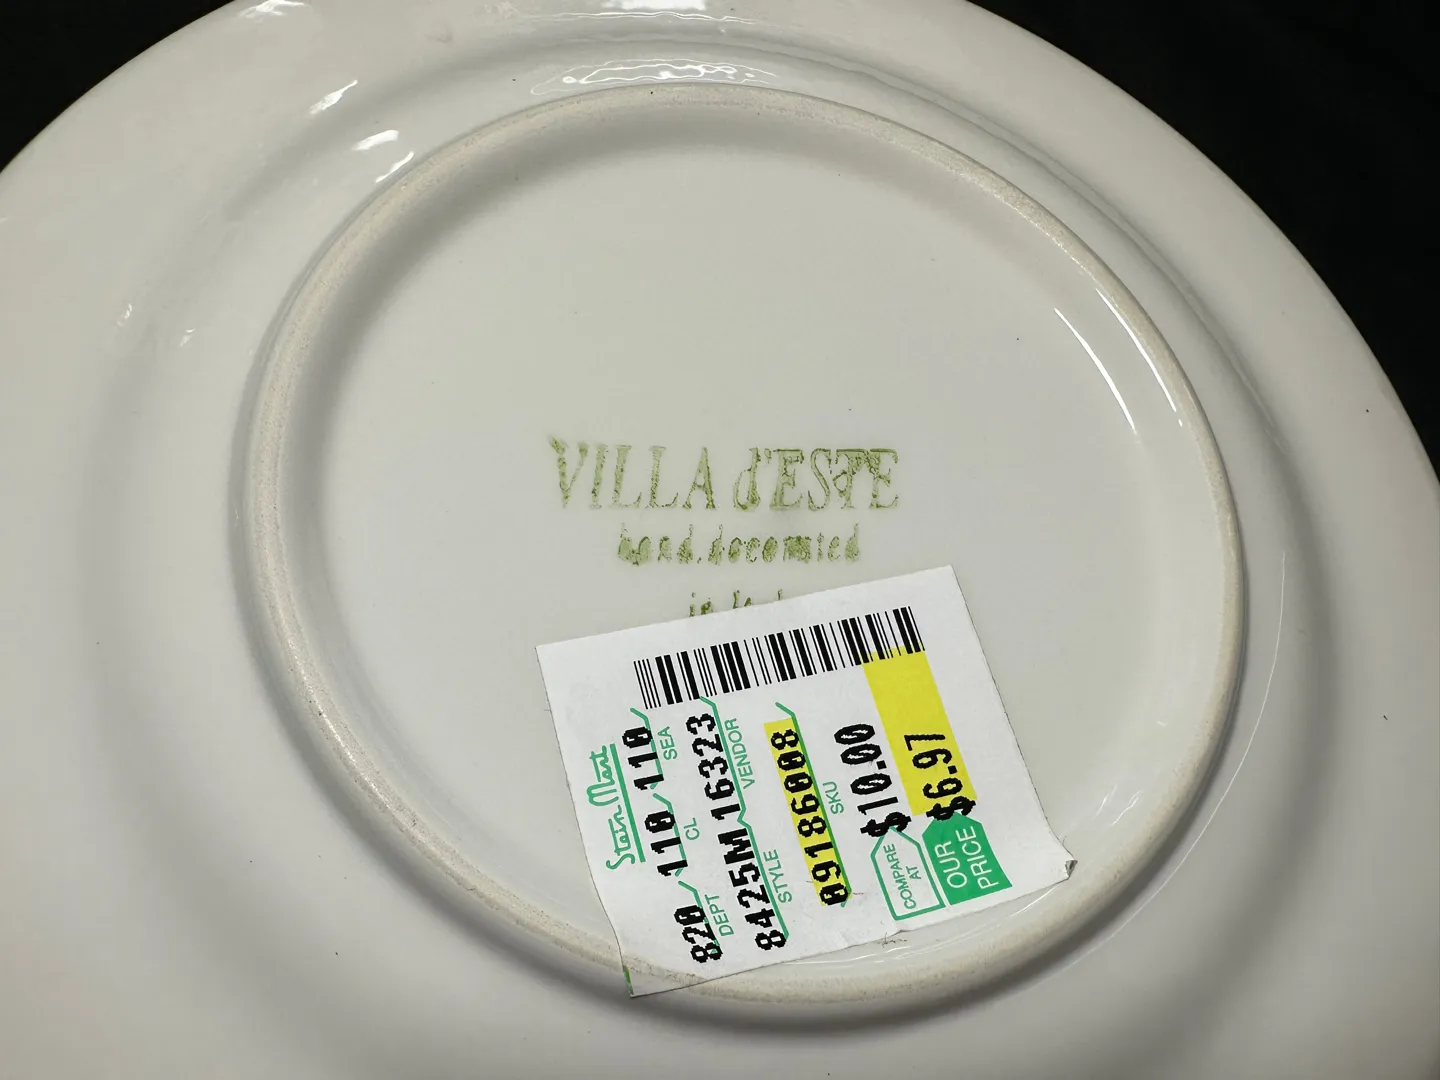 VILLA d'ESTE
hand decorated
in
Stein Mart
820 110 110
DEPT CL SEA
8425M 16323
STYLE VENDOR
09186008
SKU
COMPARE AT $10.00
OUR PRICE $6.97